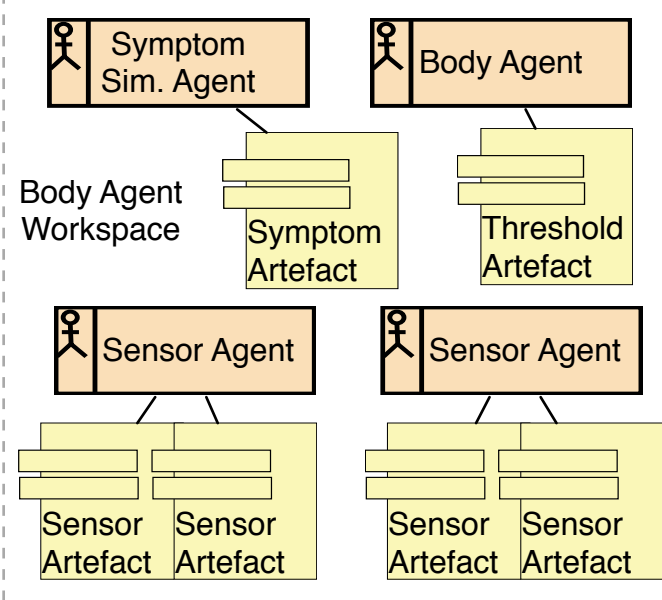 Symptom
Sim. Agent
Body Agent
Body Agent
Workspace
Symptom
Artefact
Threshold
Artefact
Sensor Agent
Sensor Agent
Sensor
Artefact
Sensor
Artefact
Sensor
Artefact
Sensor
Artefact